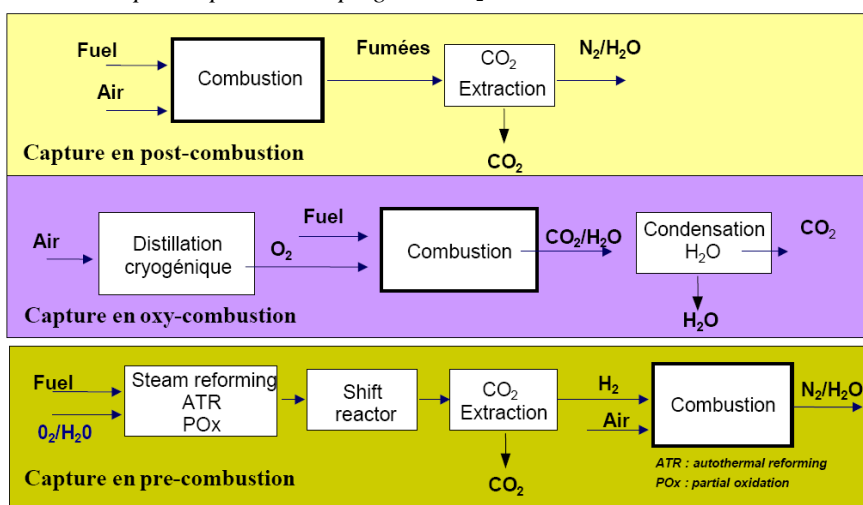 Fuel
Air
Combustion
Fumées
CO₂
Extraction
N₂/H₂O
CO₂
Capture en post-combustion
Air
Distillation
cryogénique
O₂
Fuel
Combustion
CO₂/H₂O
Condensation
H₂O
CO₂
H₂O
Capture en oxy-combustion
Fuel
0₂/H₂0
Steam reforming
ATR
POx
Shift
reactor
CO₂
Extraction
H₂
Air
Combustion
N₂/H₂O
CO₂
ATR : autothermal reforming
POx : partial oxidation
Capture en pre-combustion